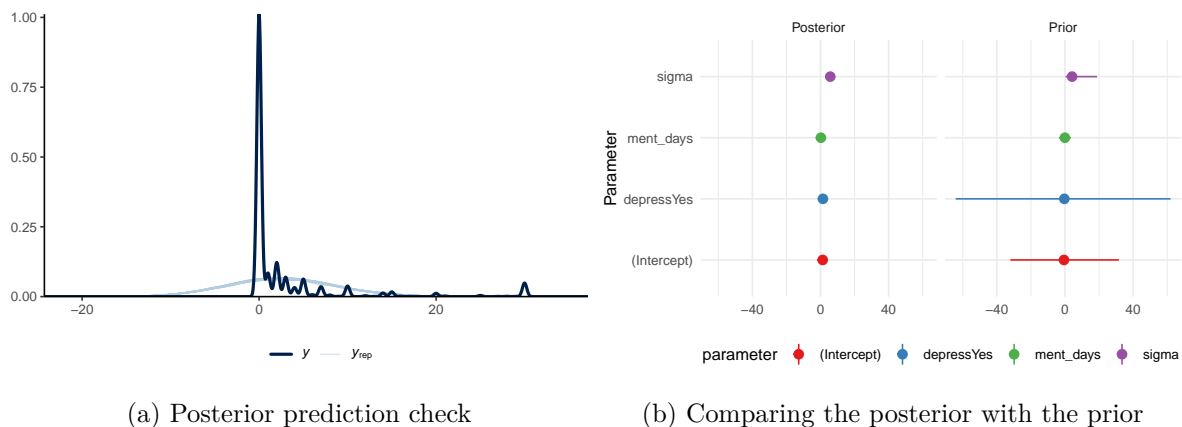 1.00
0.75
0.50
0.25
0.00
−20
0
20
y
yrep
(a) Posterior prediction check
Posterior
Prior
Parameter
sigma
ment_days
depressYes
(Intercept)
−40
0
40
−40
0
40
parameter
(Intercept)
depressYes
ment_days
sigma
(b) Comparing the posterior with the prior